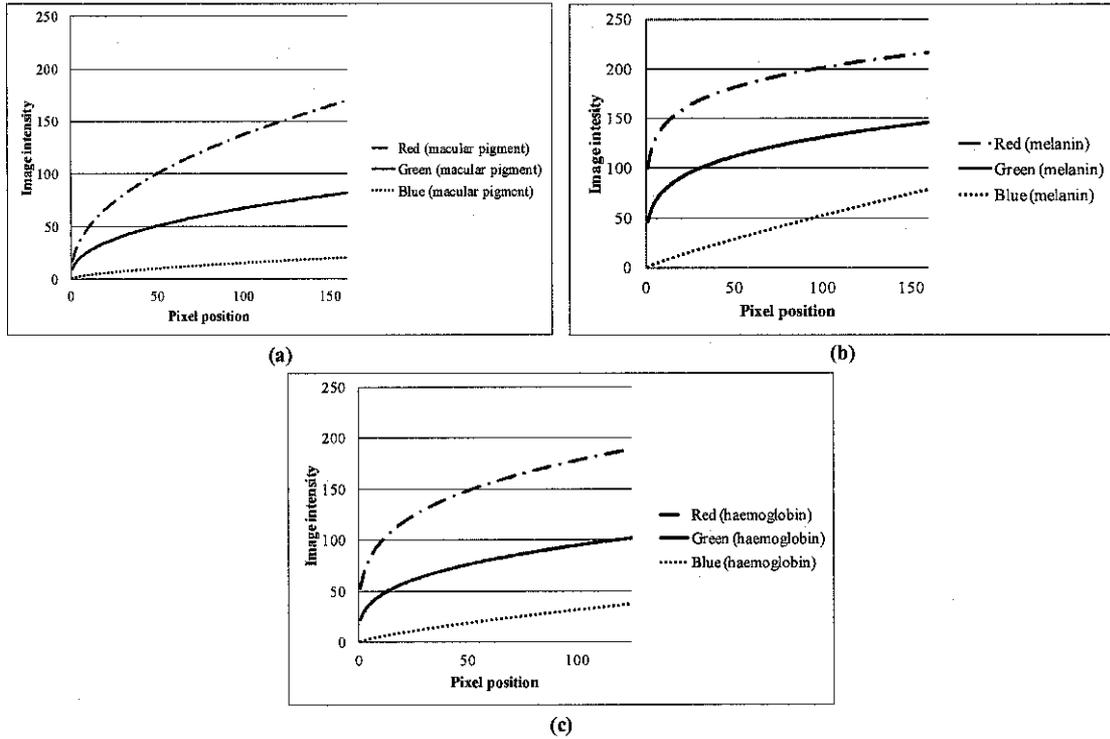 250
200
150
100
50
0
Image intensity
0 50 100 150
Pixel position
Red (macular pigment)
Green (macular pigment)
Blue (macular pigment)
(a)
250
200
150
100
50
0
Image intesity
0 50 100 150
Pixel position
Red (melanin)
Green (melanin)
Blue (melanin)
(b)
250
200
150
100
50
0
Image intensity
0 50 100
Pixel position
Red (haemoglobin)
Green (haemoglobin)
Blue (haemoglobin)
(c)